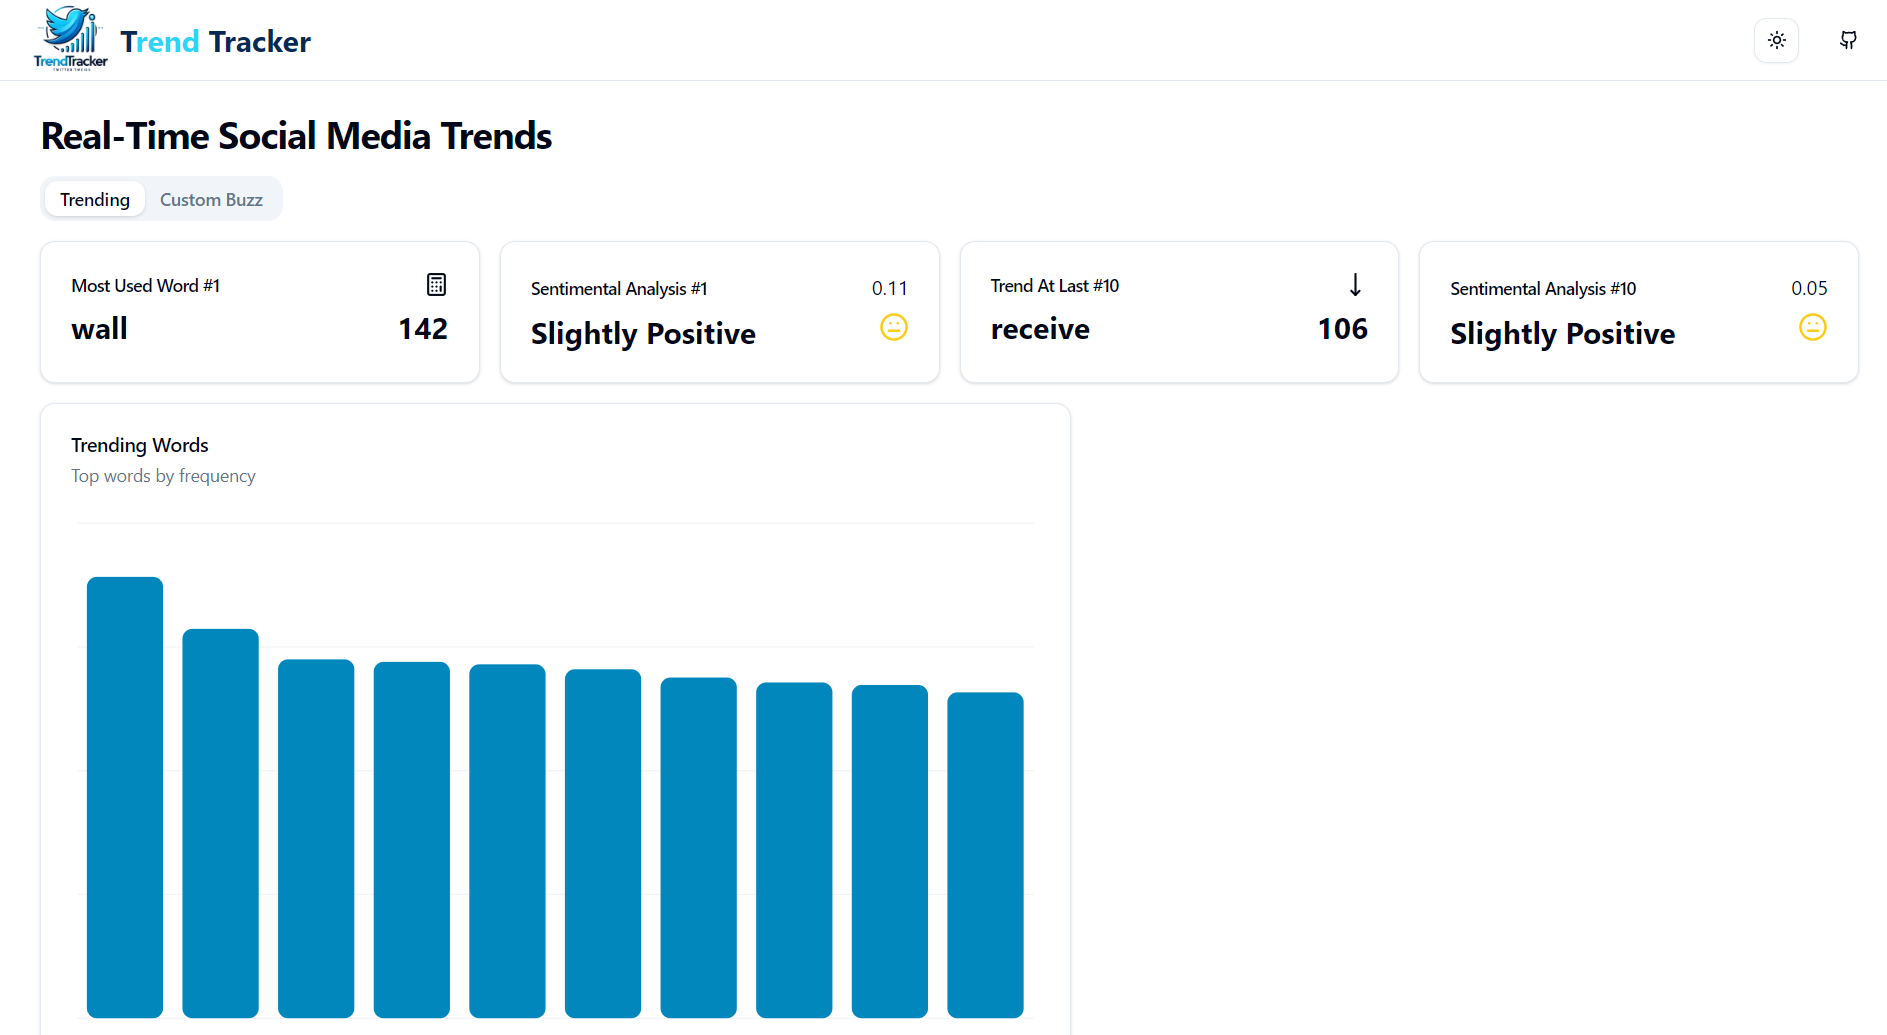 TrendTracker
Trend Tracker
Real-Time Social Media Trends
Trending
Custom Buzz
Most Used Word #1
wall
142
Sentimental Analysis #1
0.11
Slightly Positive
Trend At Last #10
receive
106
Sentimental Analysis #10
0.05
Slightly Positive
Trending Words
Top words by frequency